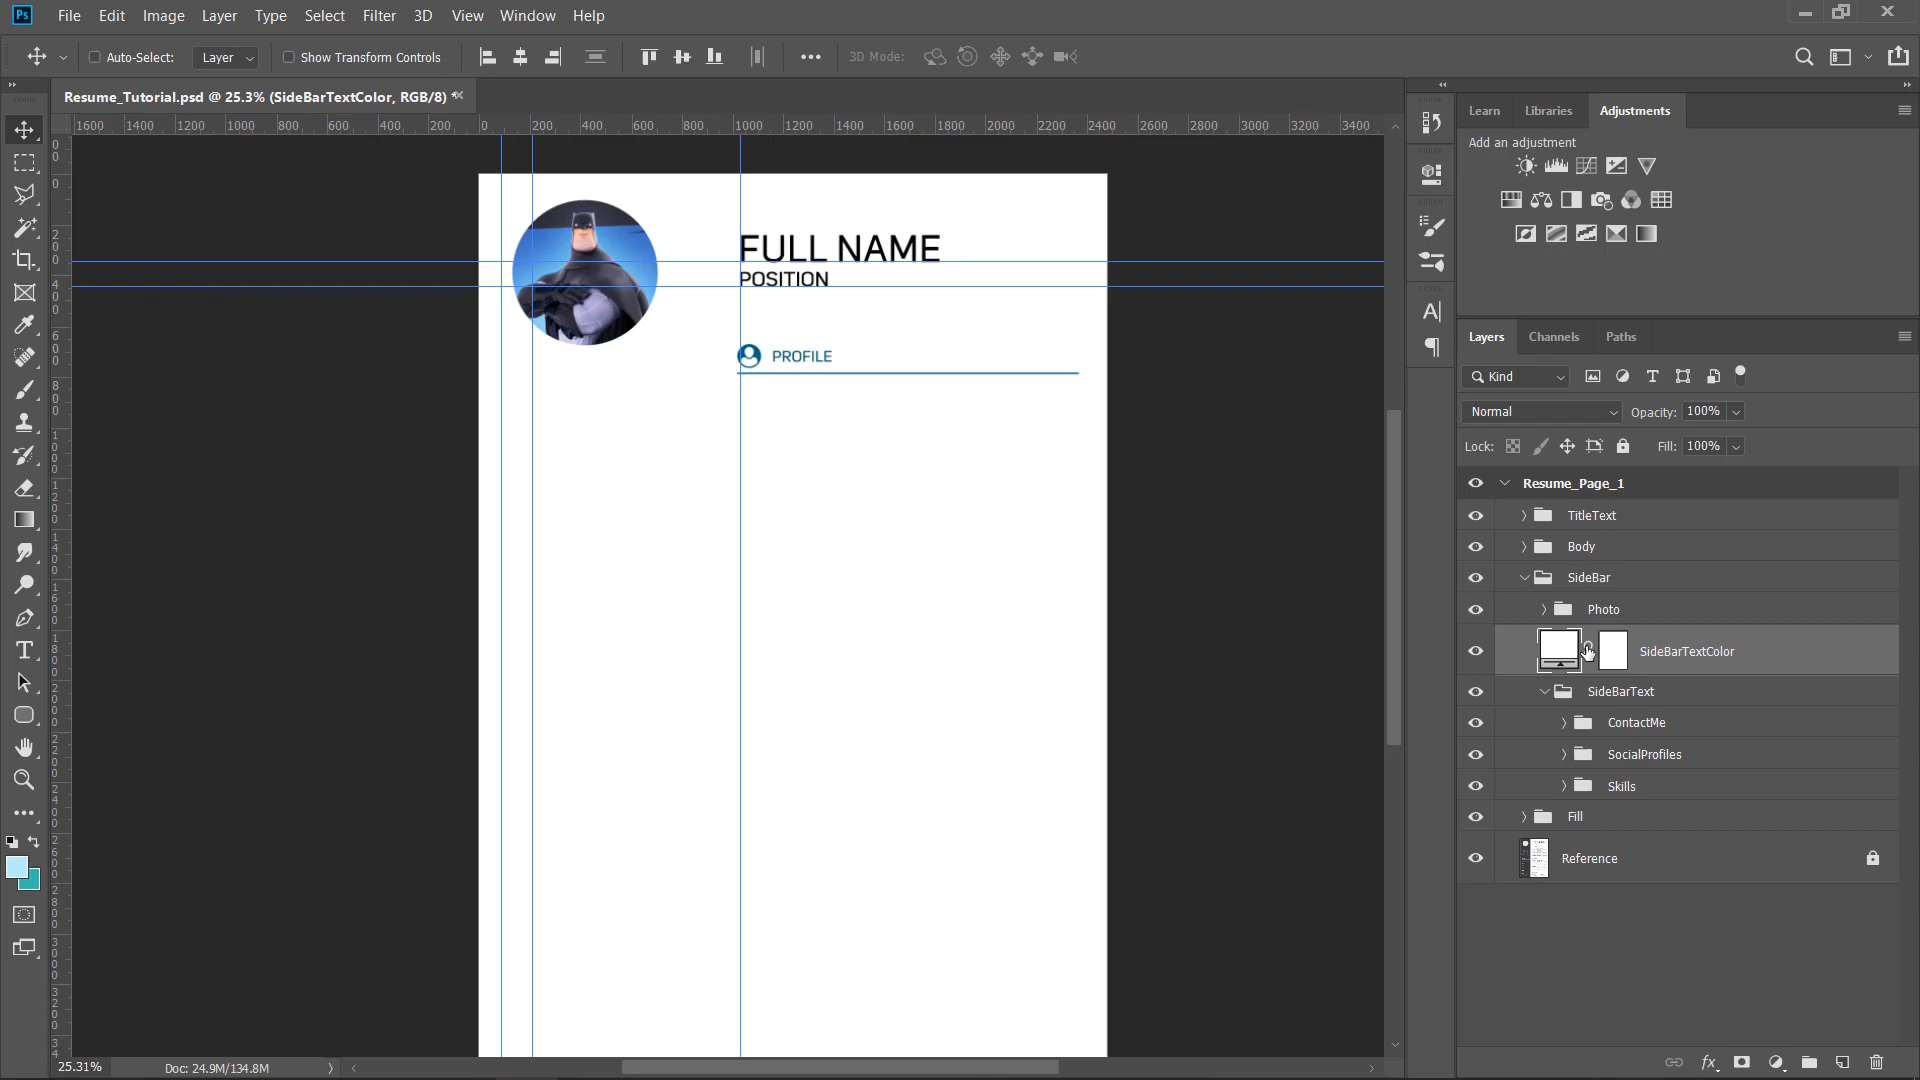 Ps File Edit Image Layer Type Select Filter 3D View Window Help
Auto-Select: Layer Show Transform Controls 3D Mode:
Resume_Tutorial.psd @ 25.3% (SideBarTextColor, RGB/8) *
1600 1400 1200 1000 800 600 400 200 0 200 400 600 800 1000 1200 1400 1600 1800 2000 2200 2400 2600 2800 3000 3200 3400
Learn Libraries Adjustments
Add an adjustment
FULL NAME
POSITION
PROFILE
Layers Channels Paths
Kind
Normal Opacity: 100%
Lock: Fill: 100%
Resume_Page_1
TitleText
Body
SideBar
Photo
SideBarTextColor
SideBarText
ContactMe
SocialProfiles
Skills
Fill
Reference
fx
25.31% Doc: 24.9M/134.8M